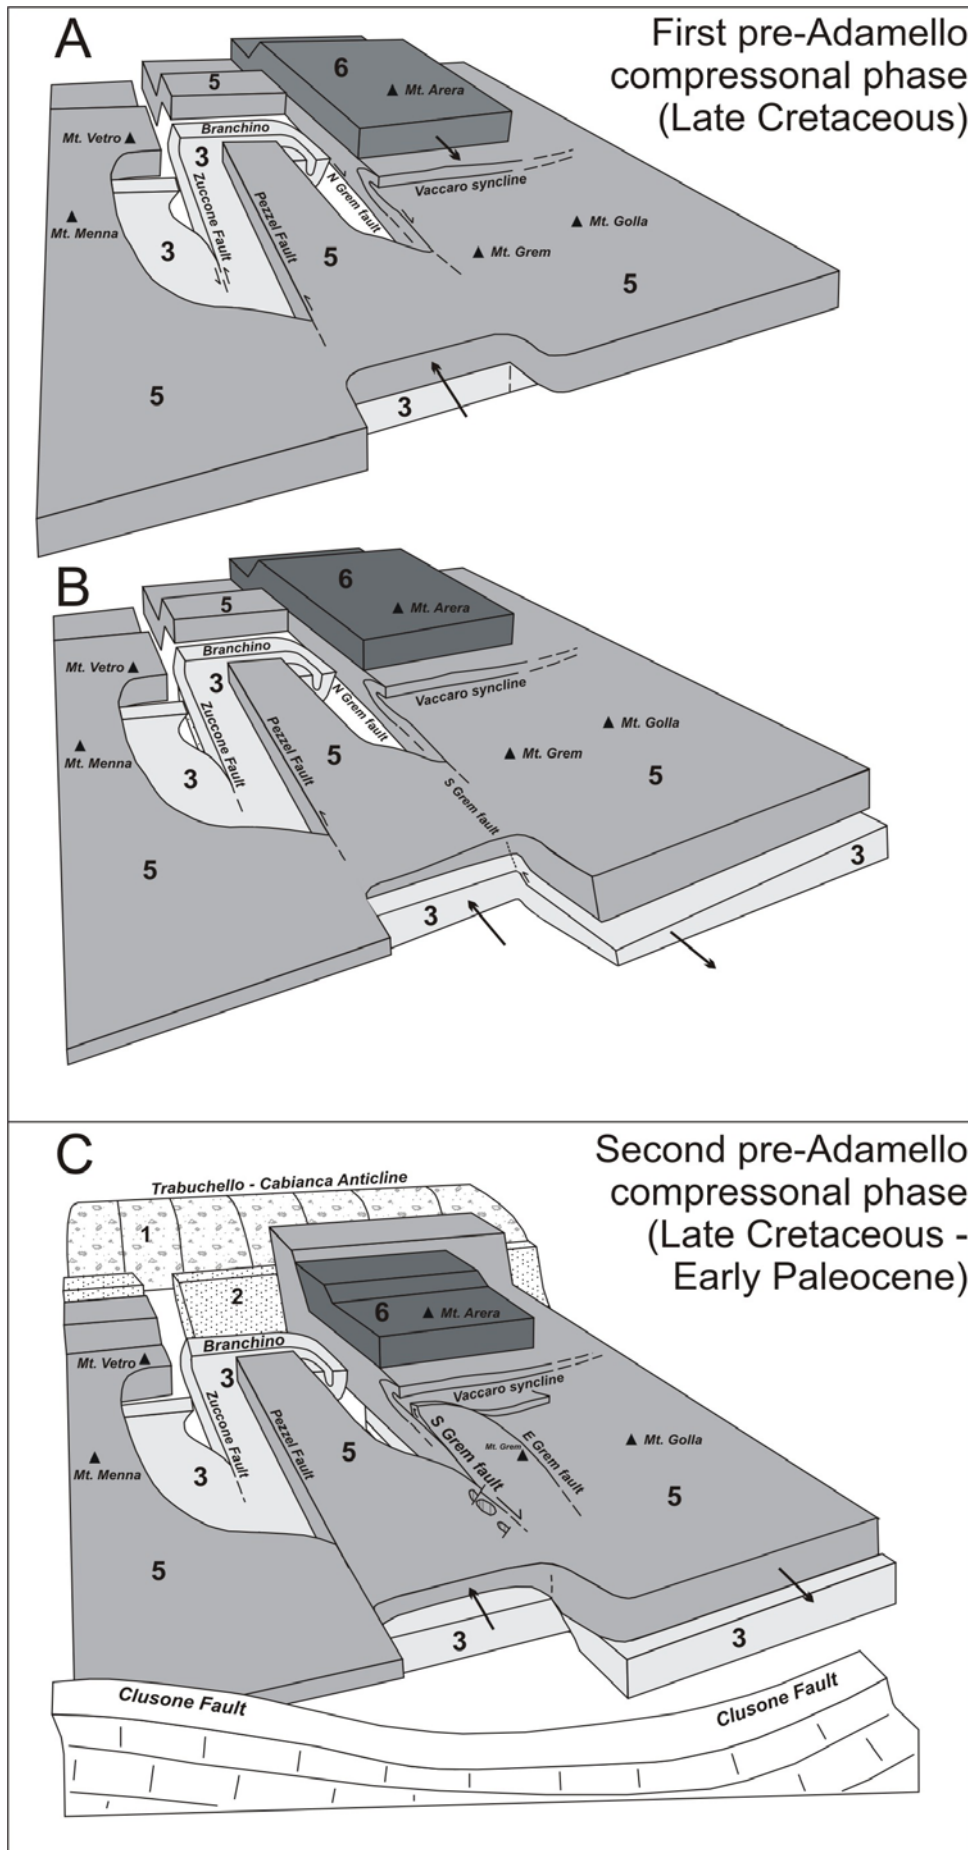 A
First pre-Adamello
compressonal phase
(Late Cretaceous)
6
Mt. Arera
5
Mt. Vetro
Branchino
3
Vaccaro syncline
N Grem fault
Zuccone Fault
Pezzel Fault
Mt. Menna
3
5
Mt. Golla
Mt. Grem
5
5
3
B
6
Mt. Arera
5
Branchino
Mt. Vetro
3
Vaccaro syncline
N Grem fault
Zuccone Fault
Pezzel Fault
Mt. Menna
3
5
Mt. Golla
Mt. Grem
5
S Grem fault
5
3
3
C
Second pre-Adamello
compressonal phase
(Late Cretaceous -
Early Paleocene)
Trabuchello - Cabianca Anticline
1
2
6
Mt. Arera
Branchino
Mt. Vetro
3
Vaccaro syncline
Zuccone Fault
Pezzel Fault
5
S Grem fault
Mt. Grem
E Grem fault
Mt. Golla
Mt. Menna
3
5
5
3
3
Clusone Fault
Clusone Fault